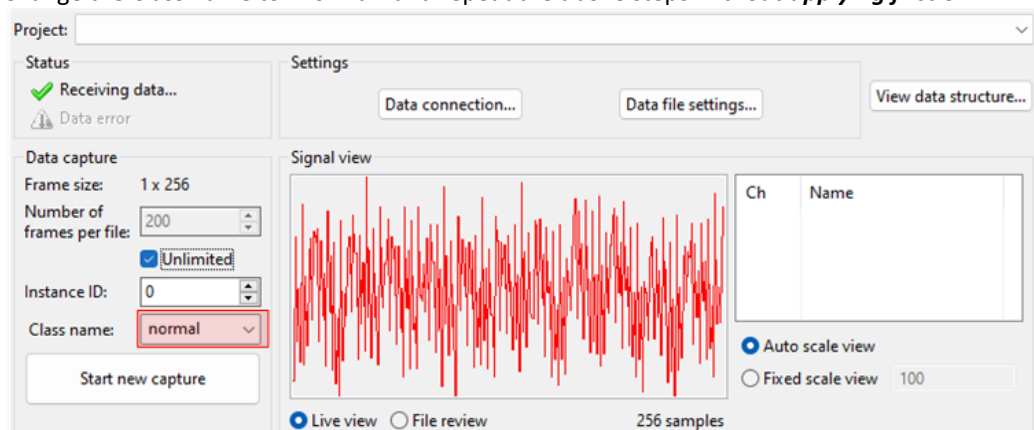 Project:
Status
Receiving data...
Data error
Settings
Data connection...
Data file settings...
View data structure...
Data capture
Frame size: 1 x 256
Number of
frames per file: 200
Unlimited
Instance ID: 0
Class name: normal
Start new capture
Signal view
Ch Name
Auto scale view
Fixed scale view 100
Live view File review 256 samples